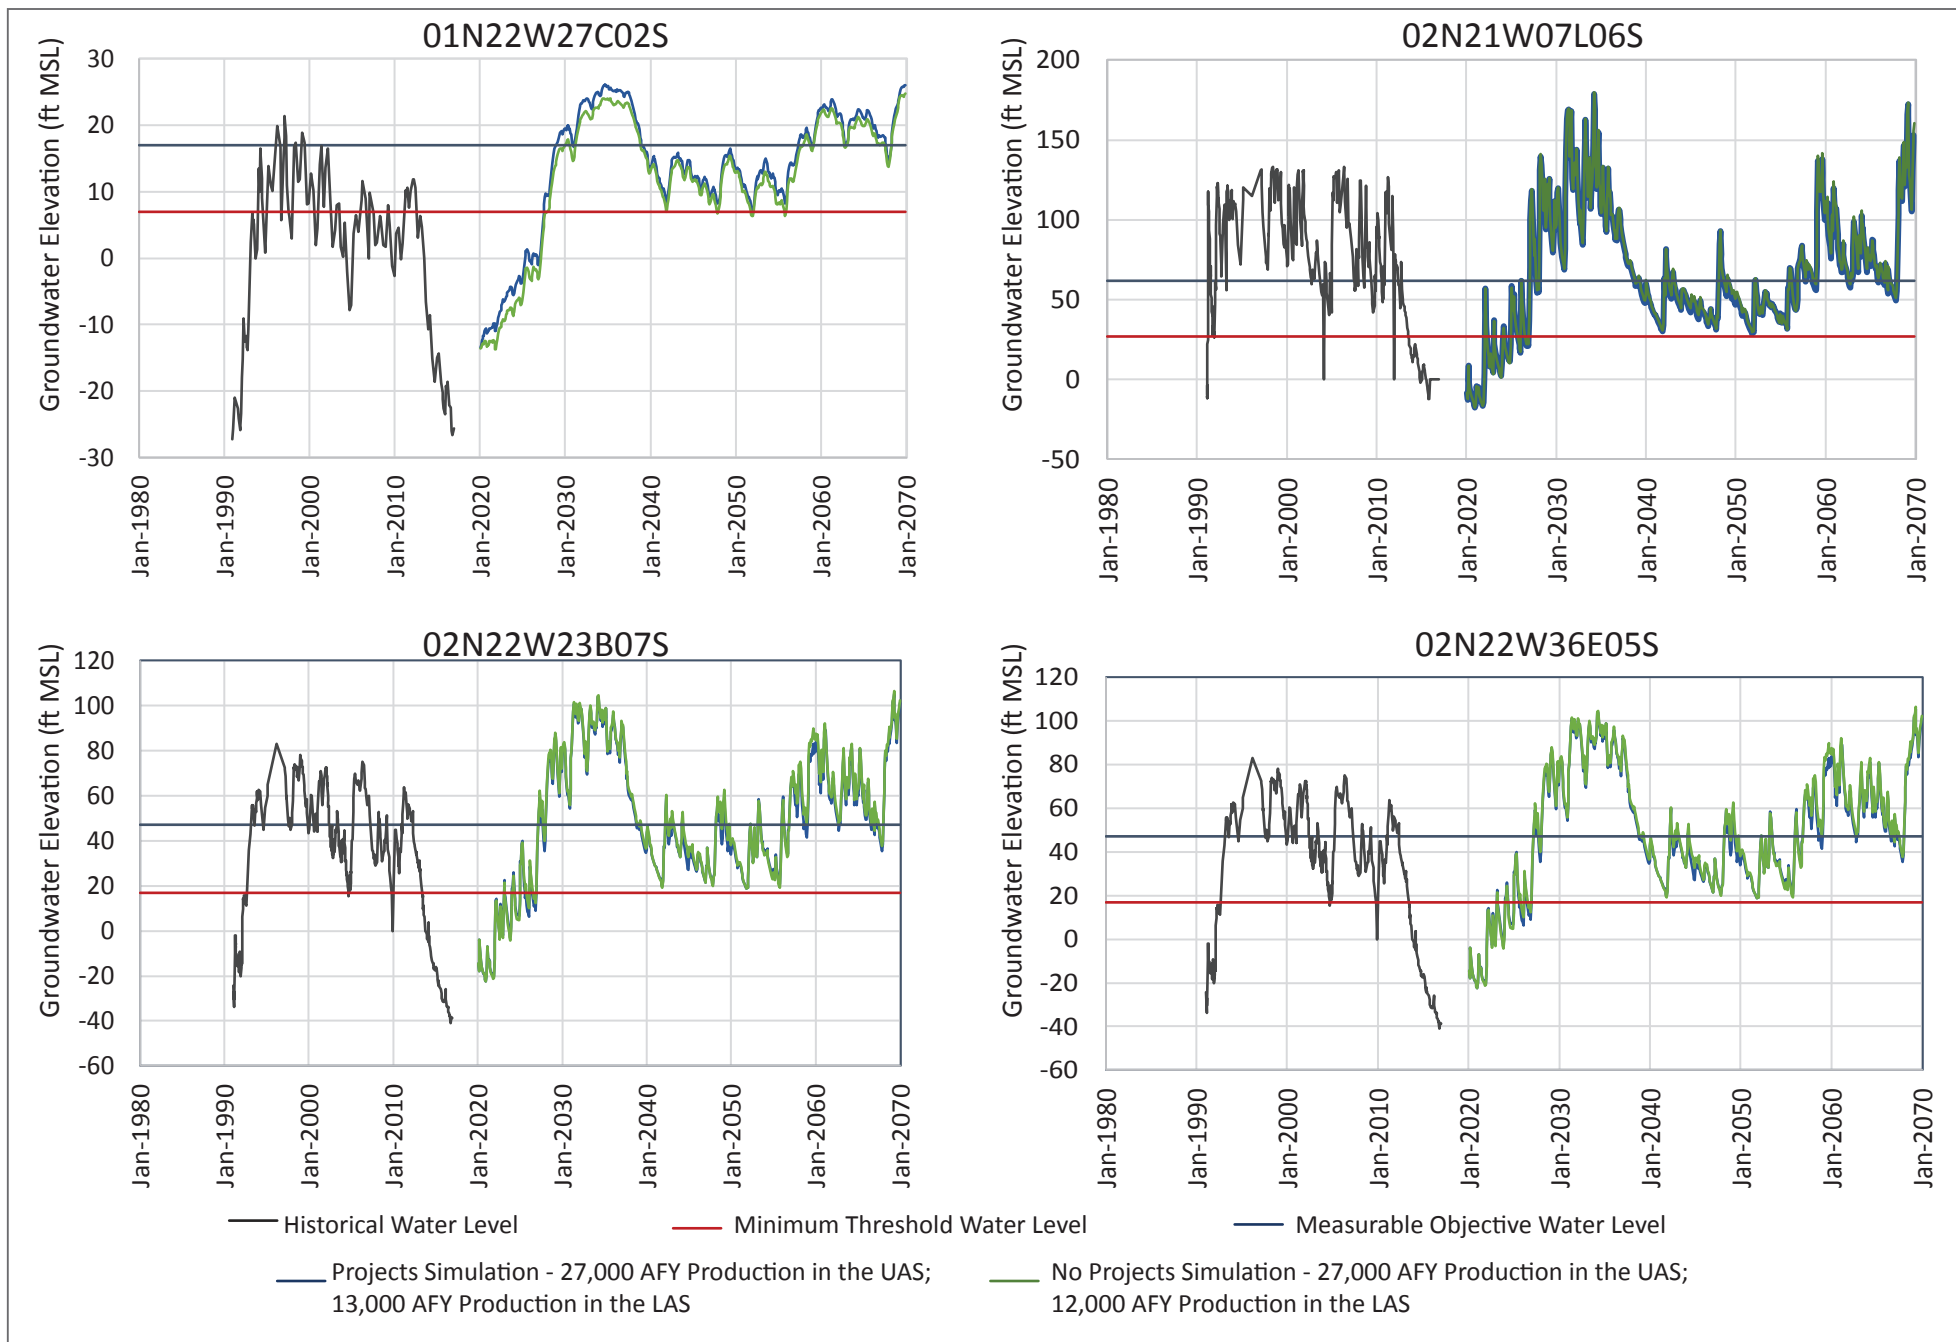 01N22W27C02S
Groundwater Elevation (ft MSL)
30
20
10
0
-10
-20
-30
Jan-1980
Jan-1990
Jan-2000
Jan-2010
Jan-2020
Jan-2030
Jan-2040
Jan-2050
Jan-2060
Jan-2070
02N21W07L06S
Groundwater Elevation (ft MSL)
200
150
100
50
0
-50
Jan-1980
Jan-1990
Jan-2000
Jan-2010
Jan-2020
Jan-2030
Jan-2040
Jan-2050
Jan-2060
Jan-2070
02N22W23B07S
Groundwater Elevation (ft MSL)
120
100
80
60
40
20
0
-20
-40
-60
Jan-1980
Jan-1990
Jan-2000
Jan-2010
Jan-2020
Jan-2030
Jan-2040
Jan-2050
Jan-2060
Jan-2070
02N22W36E05S
Groundwater Elevation (ft MSL)
120
100
80
60
40
20
0
-20
-40
-60
Jan-1980
Jan-1990
Jan-2000
Jan-2010
Jan-2020
Jan-2030
Jan-2040
Jan-2050
Jan-2060
Jan-2070
Historical Water Level
Minimum Threshold Water Level
Measurable Objective Water Level
Projects Simulation - 27,000 AFY Production in the UAS;
13,000 AFY Production in the LAS
No Projects Simulation - 27,000 AFY Production in the UAS;
12,000 AFY Production in the LAS